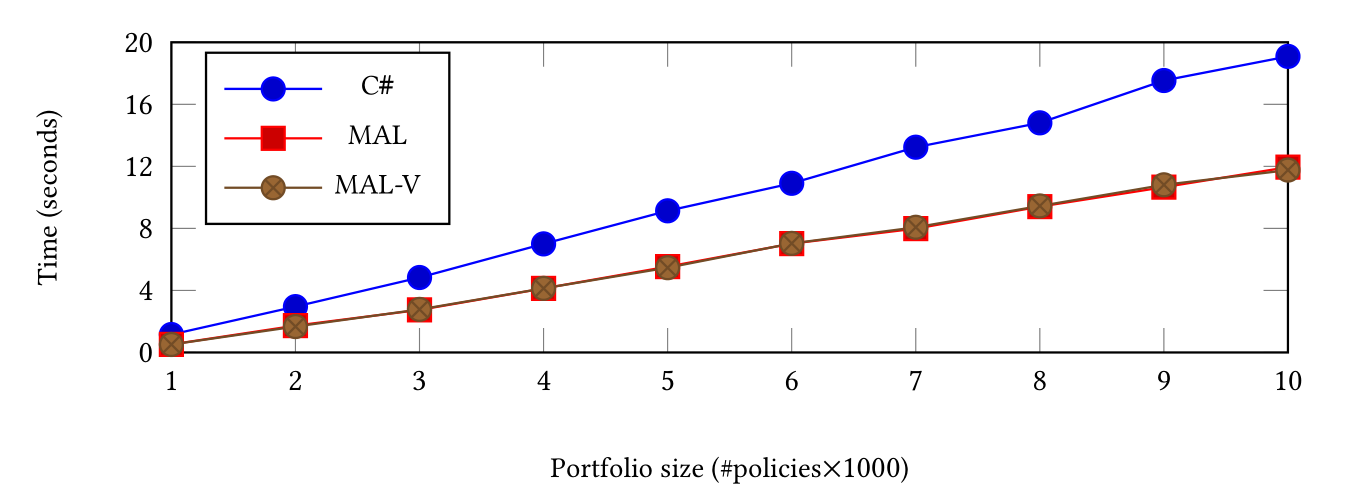 20
16
12
8
4
0
Time (seconds)
C#
MAL
MAL-V
1 2 3 4 5 6 7 8 9 10
Portfolio size (#policies×1000)